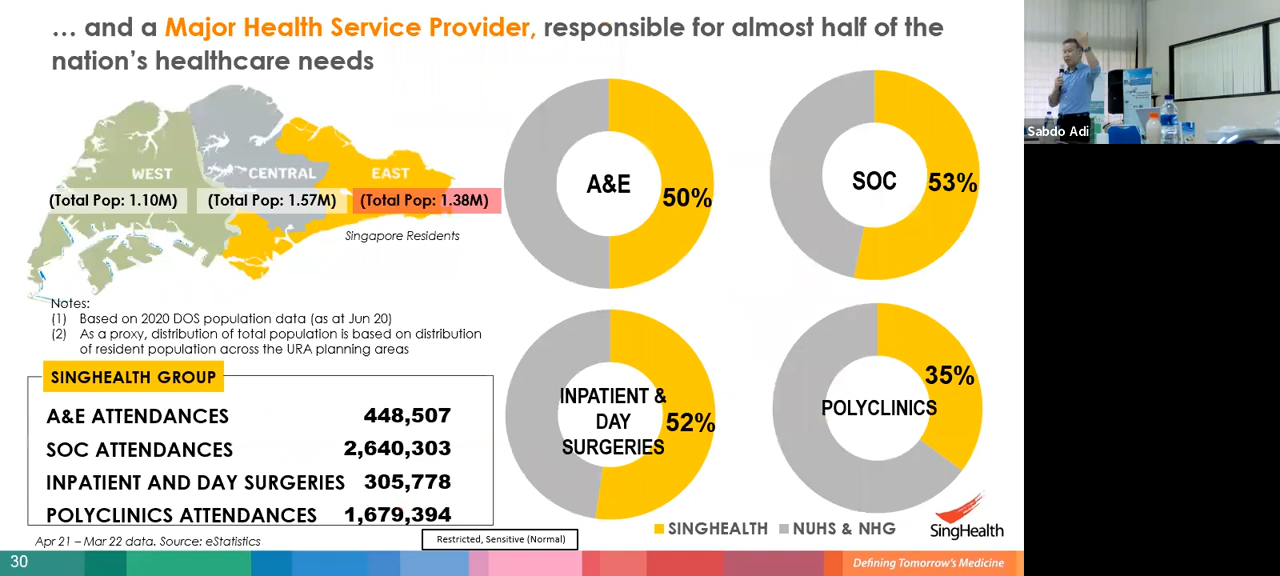 … and a Major Health Service Provider, responsible for almost half of the
nation’s healthcare needs
WEST
(Total Pop: 1.10M)
CENTRAL
(Total Pop: 1.57M)
EAST
(Total Pop: 1.38M)
Singapore Residents
Notes:
(1) Based on 2020 DOS population data (as at Jun 20)
(2) As a proxy, distribution of total population is based on distribution
of resident population across the URA planning areas
SINGHEALTH GROUP
A&E ATTENDANCES 448,507
SOC ATTENDANCES 2,640,303
INPATIENT AND DAY SURGERIES 305,778
POLYCLINICS ATTENDANCES 1,679,394
Apr 21 – Mar 22 data. Source: eStatistics
Restricted, Sensitive (Normal)
A&E
50%
SOC
53%
INPATIENT &
DAY
SURGERIES
52%
POLYCLINICS
35%
SINGHEALTH
NUHS & NHG
SingHealth
30
Defining Tomorrow’s Medicine
Sabdo Adi